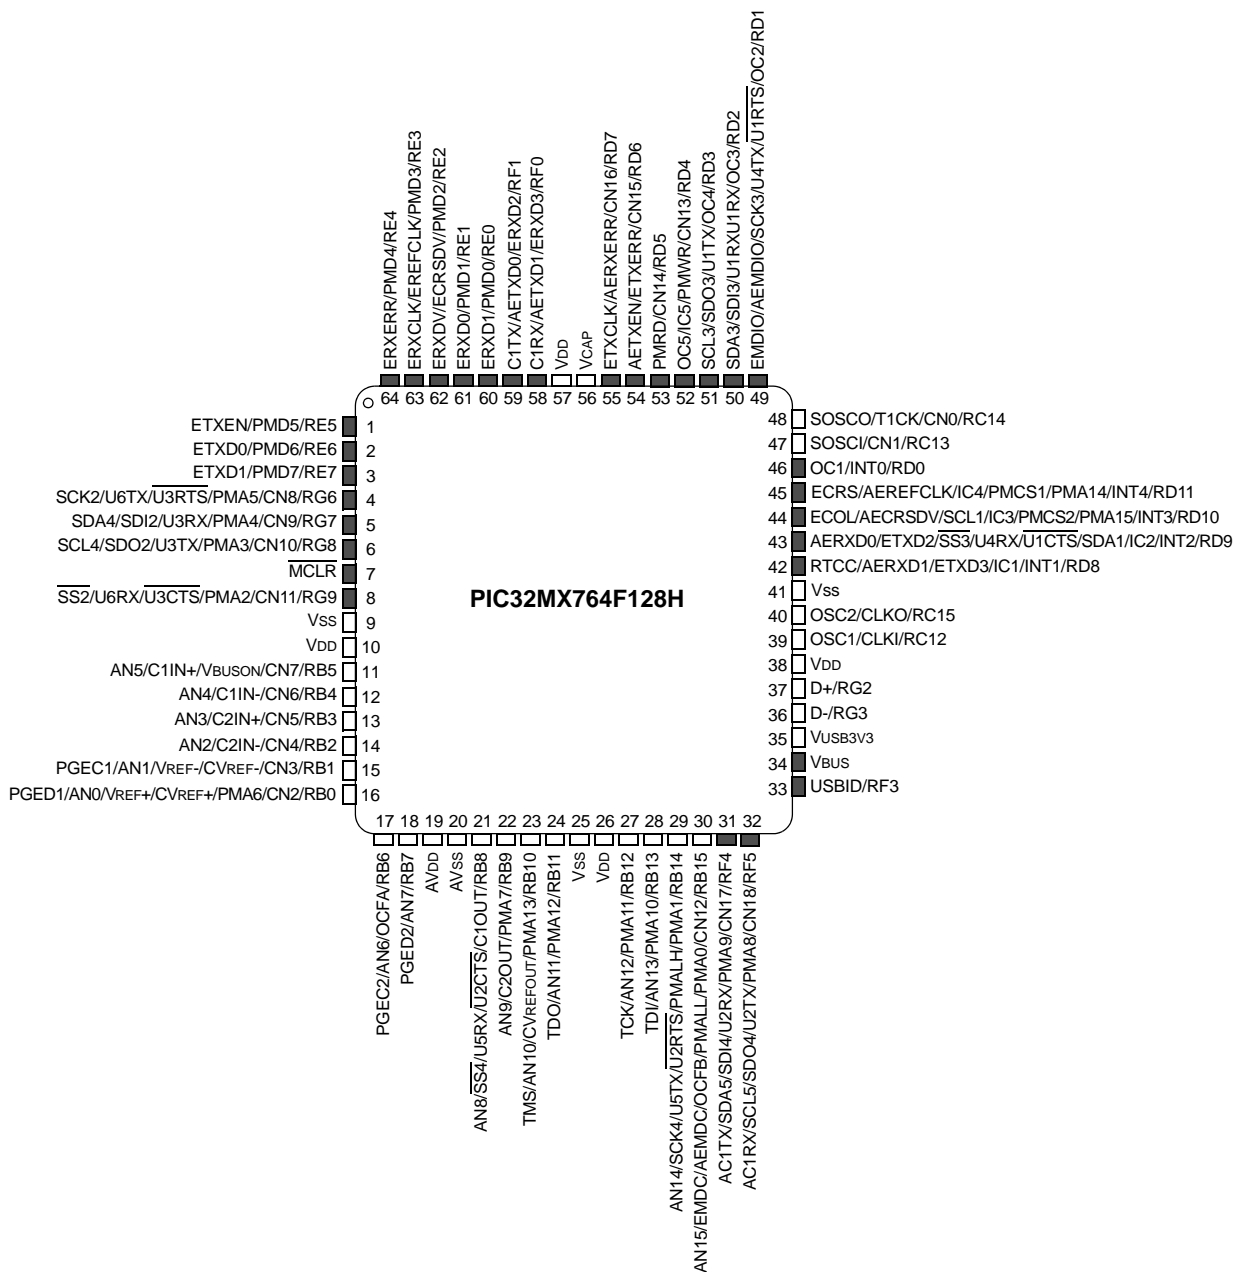 ERXERR/PMD4/RE4
ERXCLK/EREFCLK/PMD3/RE3
ERXDV/ECRSDV/PMD2/RE2
ERXD0/PMD1/RE1
ERXD1/PMD0/RE0
C1TX/AETXD0/ERXD2/RF1
C1RX/AETXD1/ERXD3/RF0
VDD
VCAP
ETXCLK/AERXERR/CN16/RD7
AETXEN/ETXERR/CN15/RD6
PMRD/CN14/RD5
OC5/IC5/PMWR/CN13/RD4
SCL3/SDO3/U1TX/OC4/RD3
SDA3/SDI3/U1RXU1RX/OC3/RD2
EMDIO/AEMDIO/SCK3/U4TX/U1RTS/OC2/RD1
64 63 62 61 60 59 58 57 56 55 54 53 52 51 50 49
ETXEN/PMD5/RE5 1
ETXD0/PMD6/RE6 2
ETXD1/PMD7/RE7 3
SCK2/U6TX/U3RTS/PMA5/CN8/RG6 4
SDA4/SDI2/U3RX/PMA4/CN9/RG7 5
SCL4/SDO2/U3TX/PMA3/CN10/RG8 6
MCLR 7
SS2/U6RX/U3CTS/PMA2/CN11/RG9 8
VSS 9
VDD 10
AN5/C1IN+/VBUSON/CN7/RB5 11
AN4/C1IN-/CN6/RB4 12
AN3/C2IN+/CN5/RB3 13
AN2/C2IN-/CN4/RB2 14
PGEC1/AN1/VREF-/CVREF-/CN3/RB1 15
PGED1/AN0/VREF+/CVREF+/PMA6/CN2/RB0 16
PIC32MX764F128H
48 SOSCO/T1CK/CN0/RC14
47 SOSCI/CN1/RC13
46 OC1/INT0/RD0
45 ECRS/AEREFCLK/IC4/PMCS1/PMA14/INT4/RD11
44 ECOL/AECRSDV/SCL1/IC3/PMCS2/PMA15/INT3/RD10
43 AERXD0/ETXD2/SS3/U4RX/U1CTS/SDA1/IC2/INT2/RD9
42 RTCC/AERXD1/ETXD3/IC1/INT1/RD8
41 Vss
40 OSC2/CLKO/RC15
39 OSC1/CLKI/RC12
38 VDD
37 D+/RG2
36 D-/RG3
35 VUSB3V3
34 VBUS
33 USBID/RF3
17 18 19 20 21 22 23 24 25 26 27 28 29 30 31 32
PGEC2/AN6/OCFA/RB6
PGED2/AN7/RB7
AVDD
AVSS
AN8/SS4/U5RX/U2CTS/C1OUT/RB8
AN9/C2OUT/PMA7/RB9
TMS/AN10/CVREFOUT/PMA13/RB10
TDO/AN11/PMA12/RB11
VSS
VDD
TCK/AN12/PMA11/RB12
TDI/AN13/PMA10/RB13
AN14/SCK4/U5TX/U2RTS/PMALH/PMA1/RB14
AN15/EMDC/AEMDC/OCFB/PMALL/PMA0/CN12/RB15
AC1TX/SDA5/SDI4/U2RX/PMA9/CN17/RF4
AC1RX/SCL5/SDO4/U2TX/PMA8/CN18/RF5